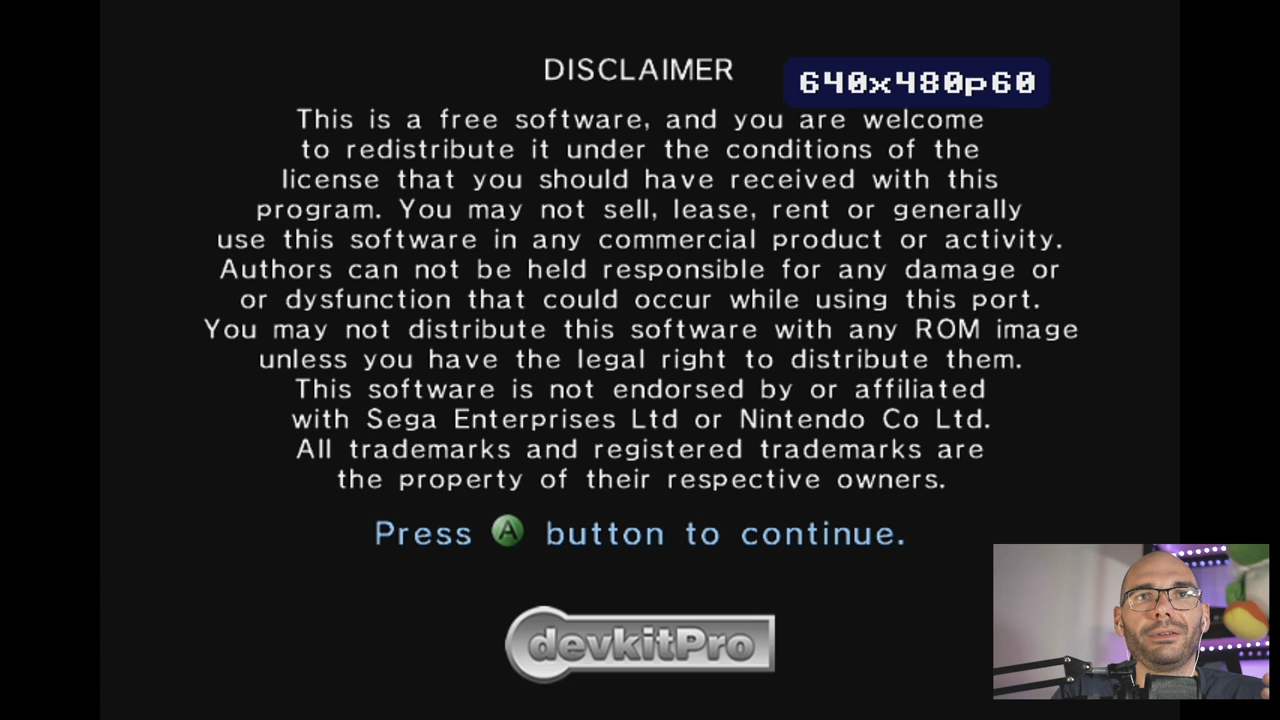 DISCLAIMER
640x480p60
This is a free software, and you are welcome
to redistribute it under the conditions of the
license that you should have received with this
program. You may not sell, lease, rent or generally
use this software in any commercial product or activity.
Authors can not be held responsible for any damage or
or dysfunction that could occur while using this port.
You may not distribute this software with any ROM image
unless you have the legal right to distribute them.
This software is not endorsed by or affiliated
with Sega Enterprises Ltd or Nintendo Co Ltd.
All trademarks and registered trademarks are
the property of their respective owners.
Press A button to continue.
devkitPro